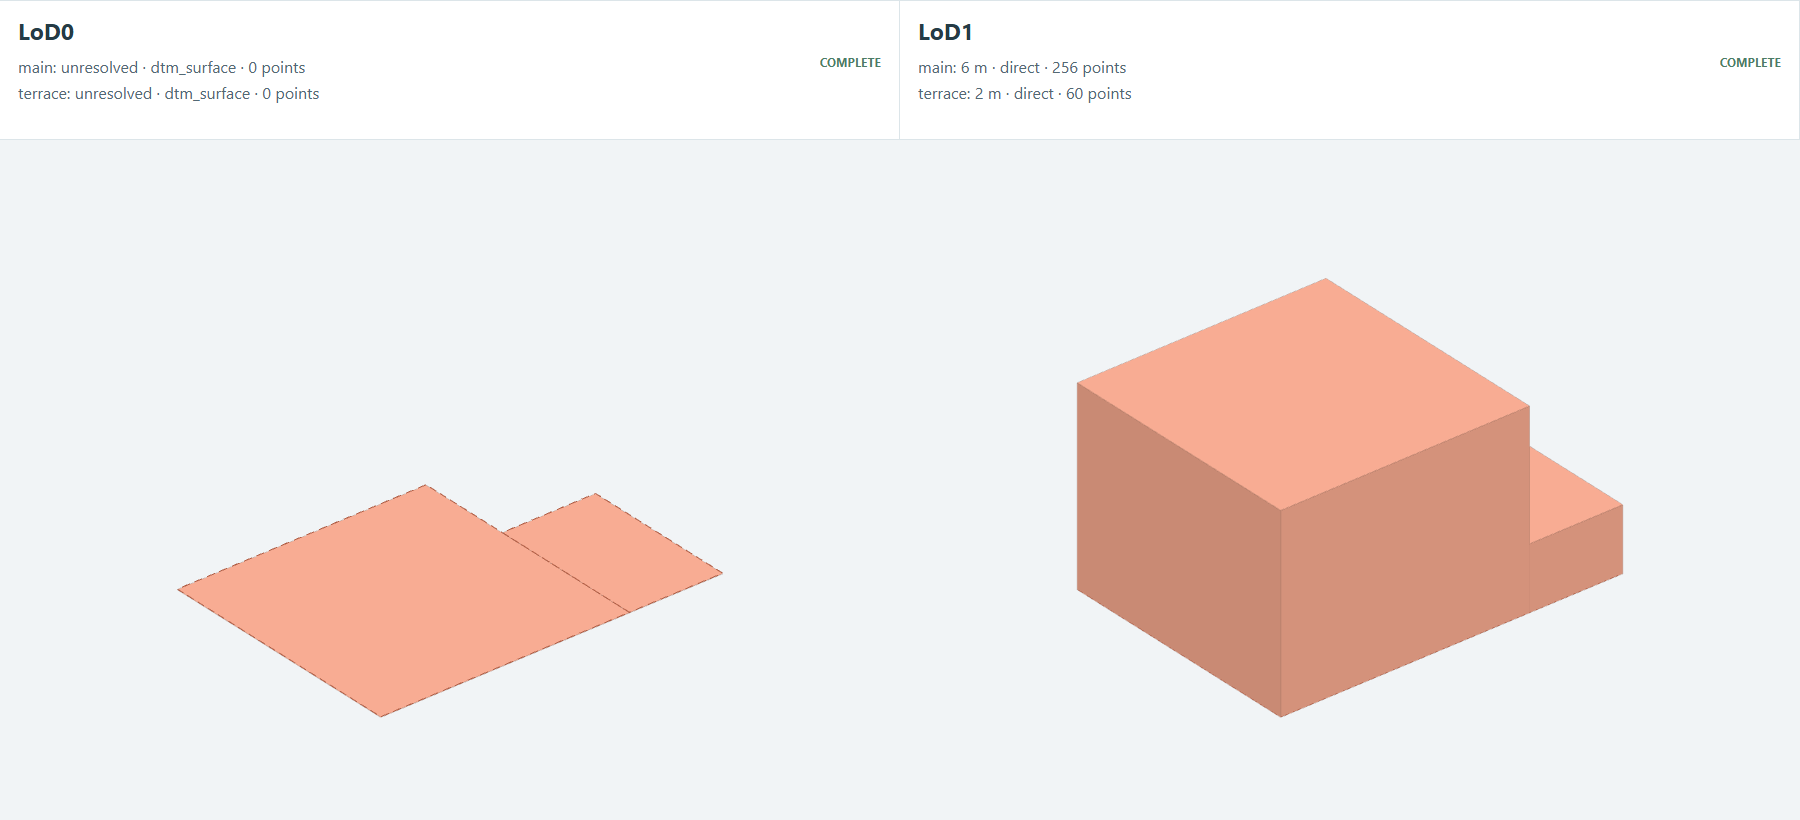 LoD0
main: unresolved · dtm_surface · 0 points
terrace: unresolved · dtm_surface · 0 points
COMPLETE
LoD1
main: 6 m · direct · 256 points
terrace: 2 m · direct · 60 points
COMPLETE